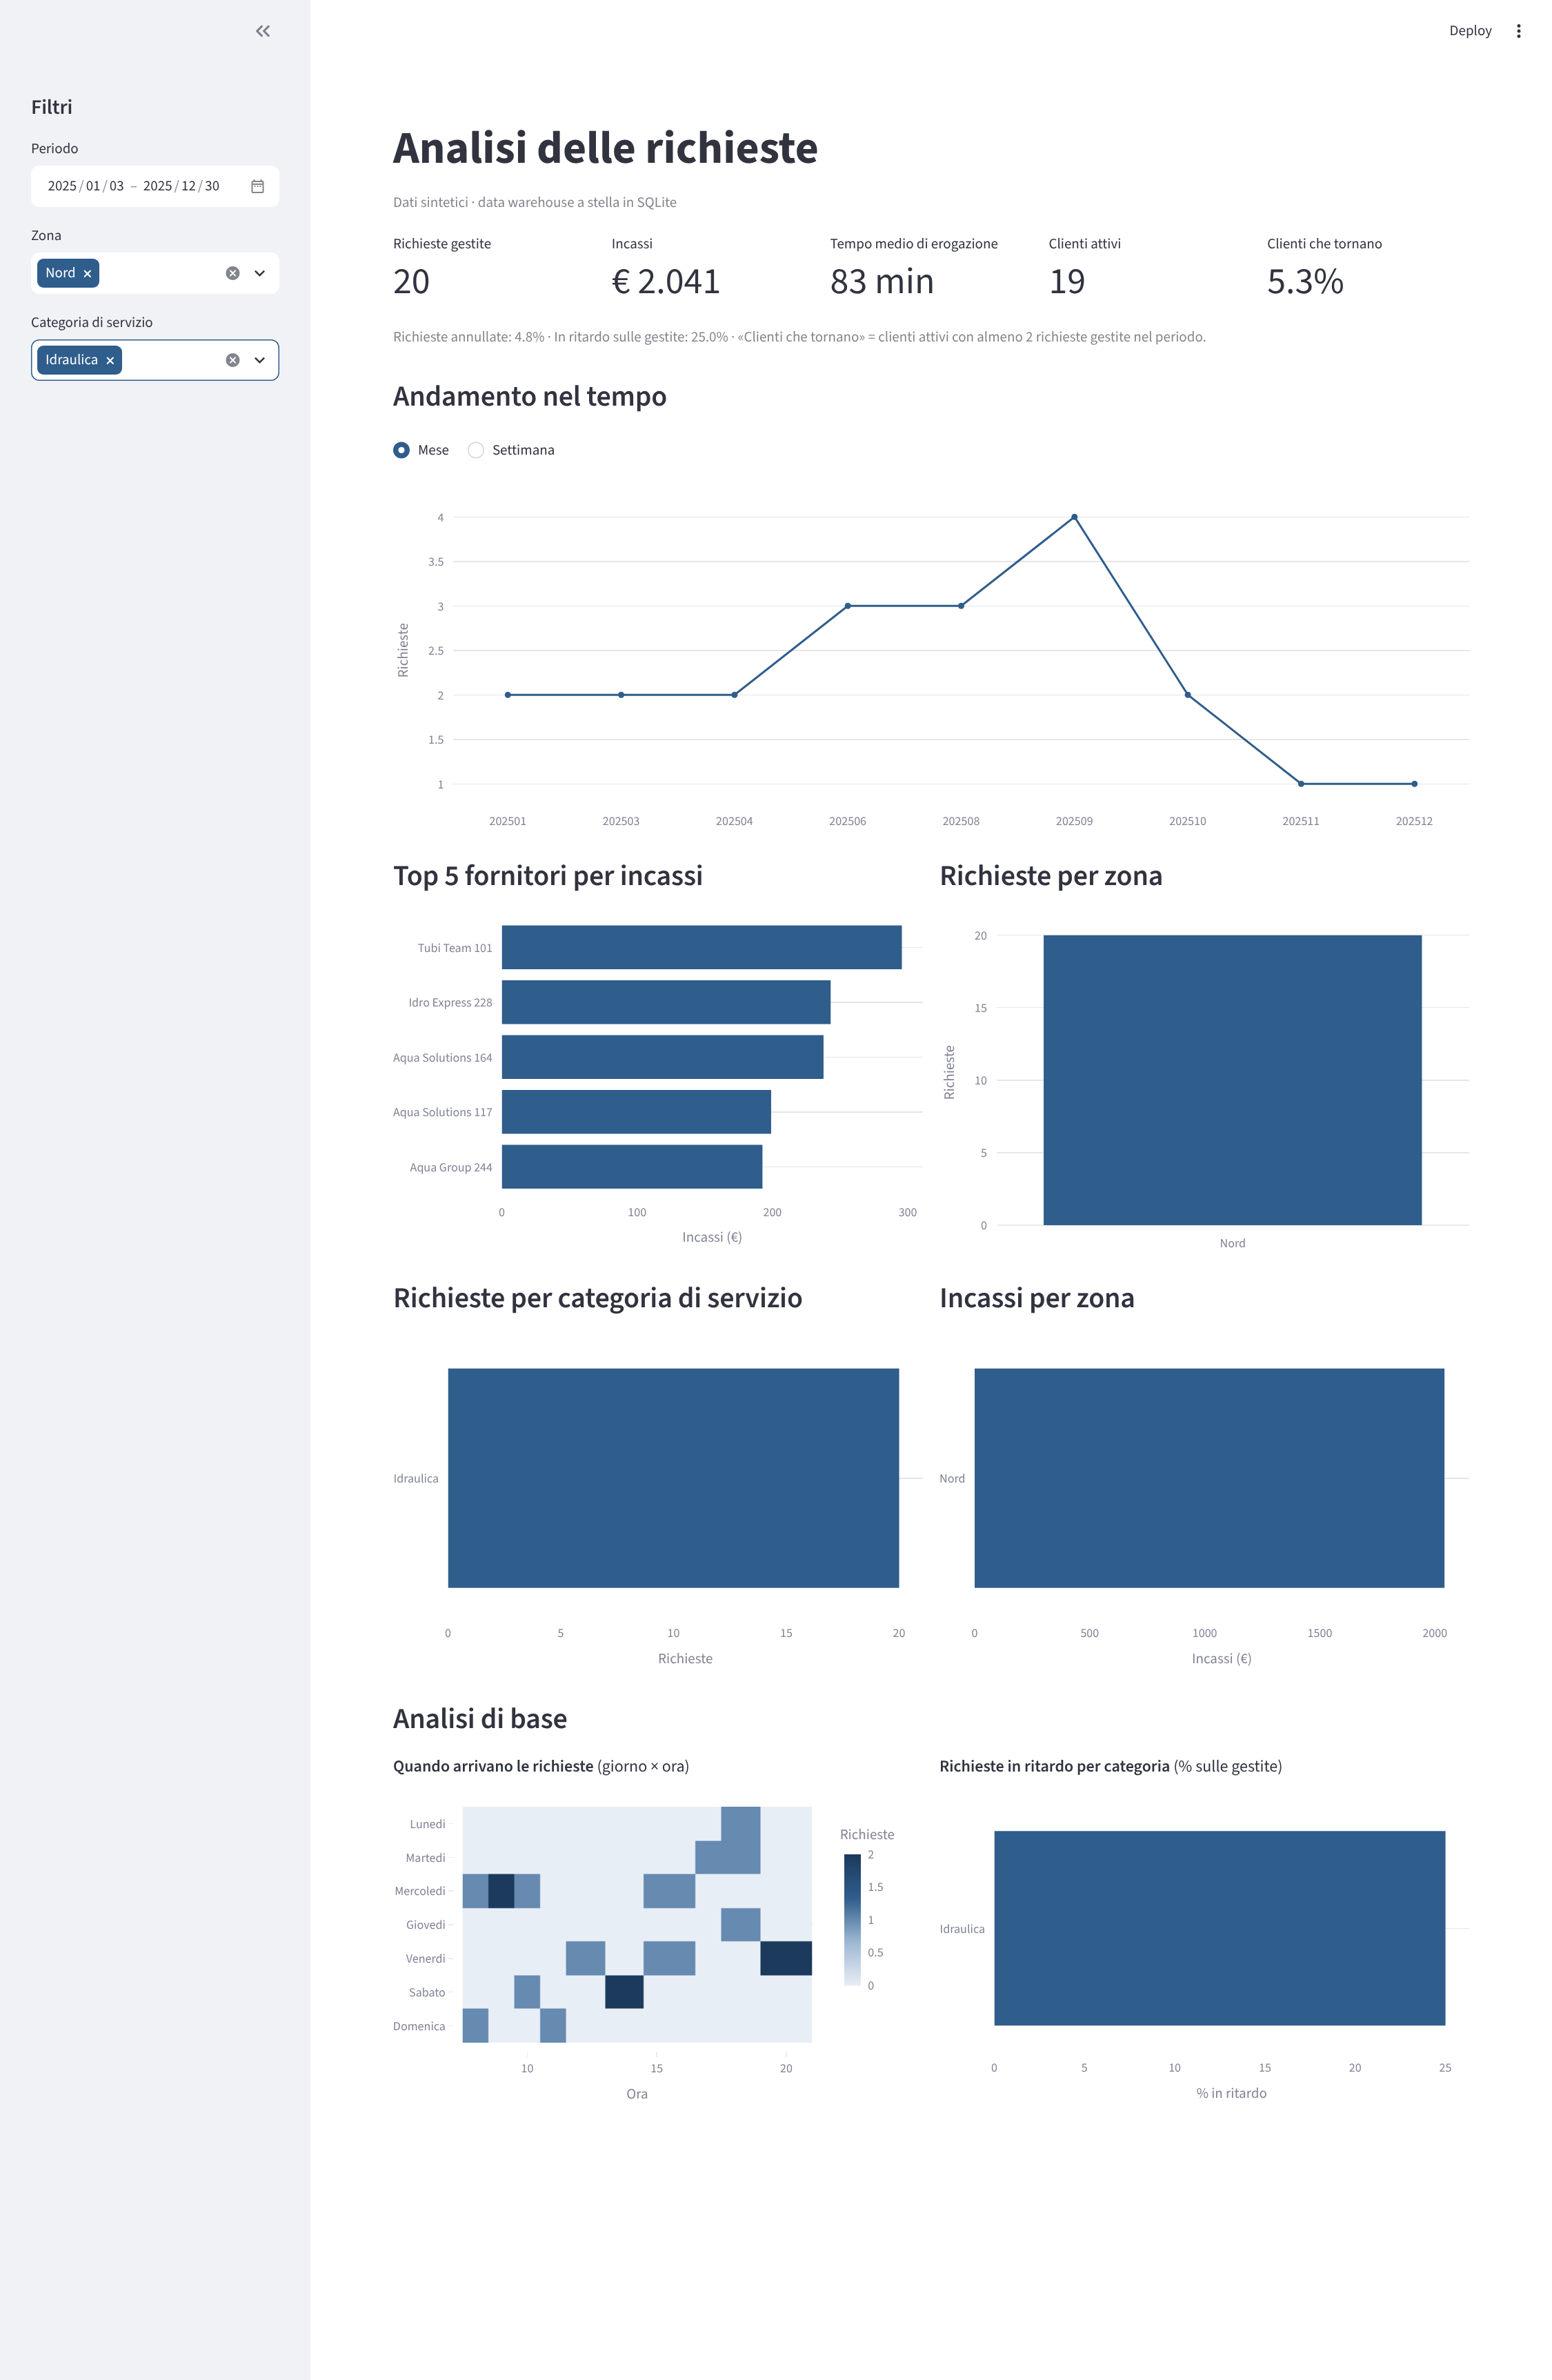 Deploy
Filtri
Periodo
2025 / 01 / 03 – 2025 / 12 / 30
Zona
Nord
Categoria di servizio
Idraulica
Analisi delle richieste
Dati sintetici · data warehouse a stella in SQLite
Richieste gestite
20
Incassi
€ 2.041
Tempo medio di erogazione
83 min
Clienti attivi
19
Clienti che tornano
5.3%
Richieste annullate: 4.8% · In ritardo sulle gestite: 25.0% · «Clienti che tornano» = clienti attivi con almeno 2 richieste gestite nel periodo.
Andamento nel tempo
Mese Settimana
Richieste
4
3.5
3
2.5
2
1.5
1
202501 202503 202504 202506 202508 202509 202510 202511 202512
Top 5 fornitori per incassi
Tubi Team 101
Idro Express 228
Aqua Solutions 164
Aqua Solutions 117
Aqua Group 244
0 100 200 300
Incassi (€)
Richieste per zona
Richieste
20
15
10
5
0
Nord
Richieste per categoria di servizio
Idraulica
0 5 10 15 20
Richieste
Incassi per zona
Nord
0 500 1000 1500 2000
Incassi (€)
Analisi di base
Quando arrivano le richieste (giorno × ora)
Lunedi
Martedi
Mercoledi
Giovedi
Venerdi
Sabato
Domenica
10 15 20
Ora
Richieste
2
1.5
1
0.5
0
Richieste in ritardo per categoria (% sulle gestite)
Idraulica
0 5 10 15 20 25
% in ritardo